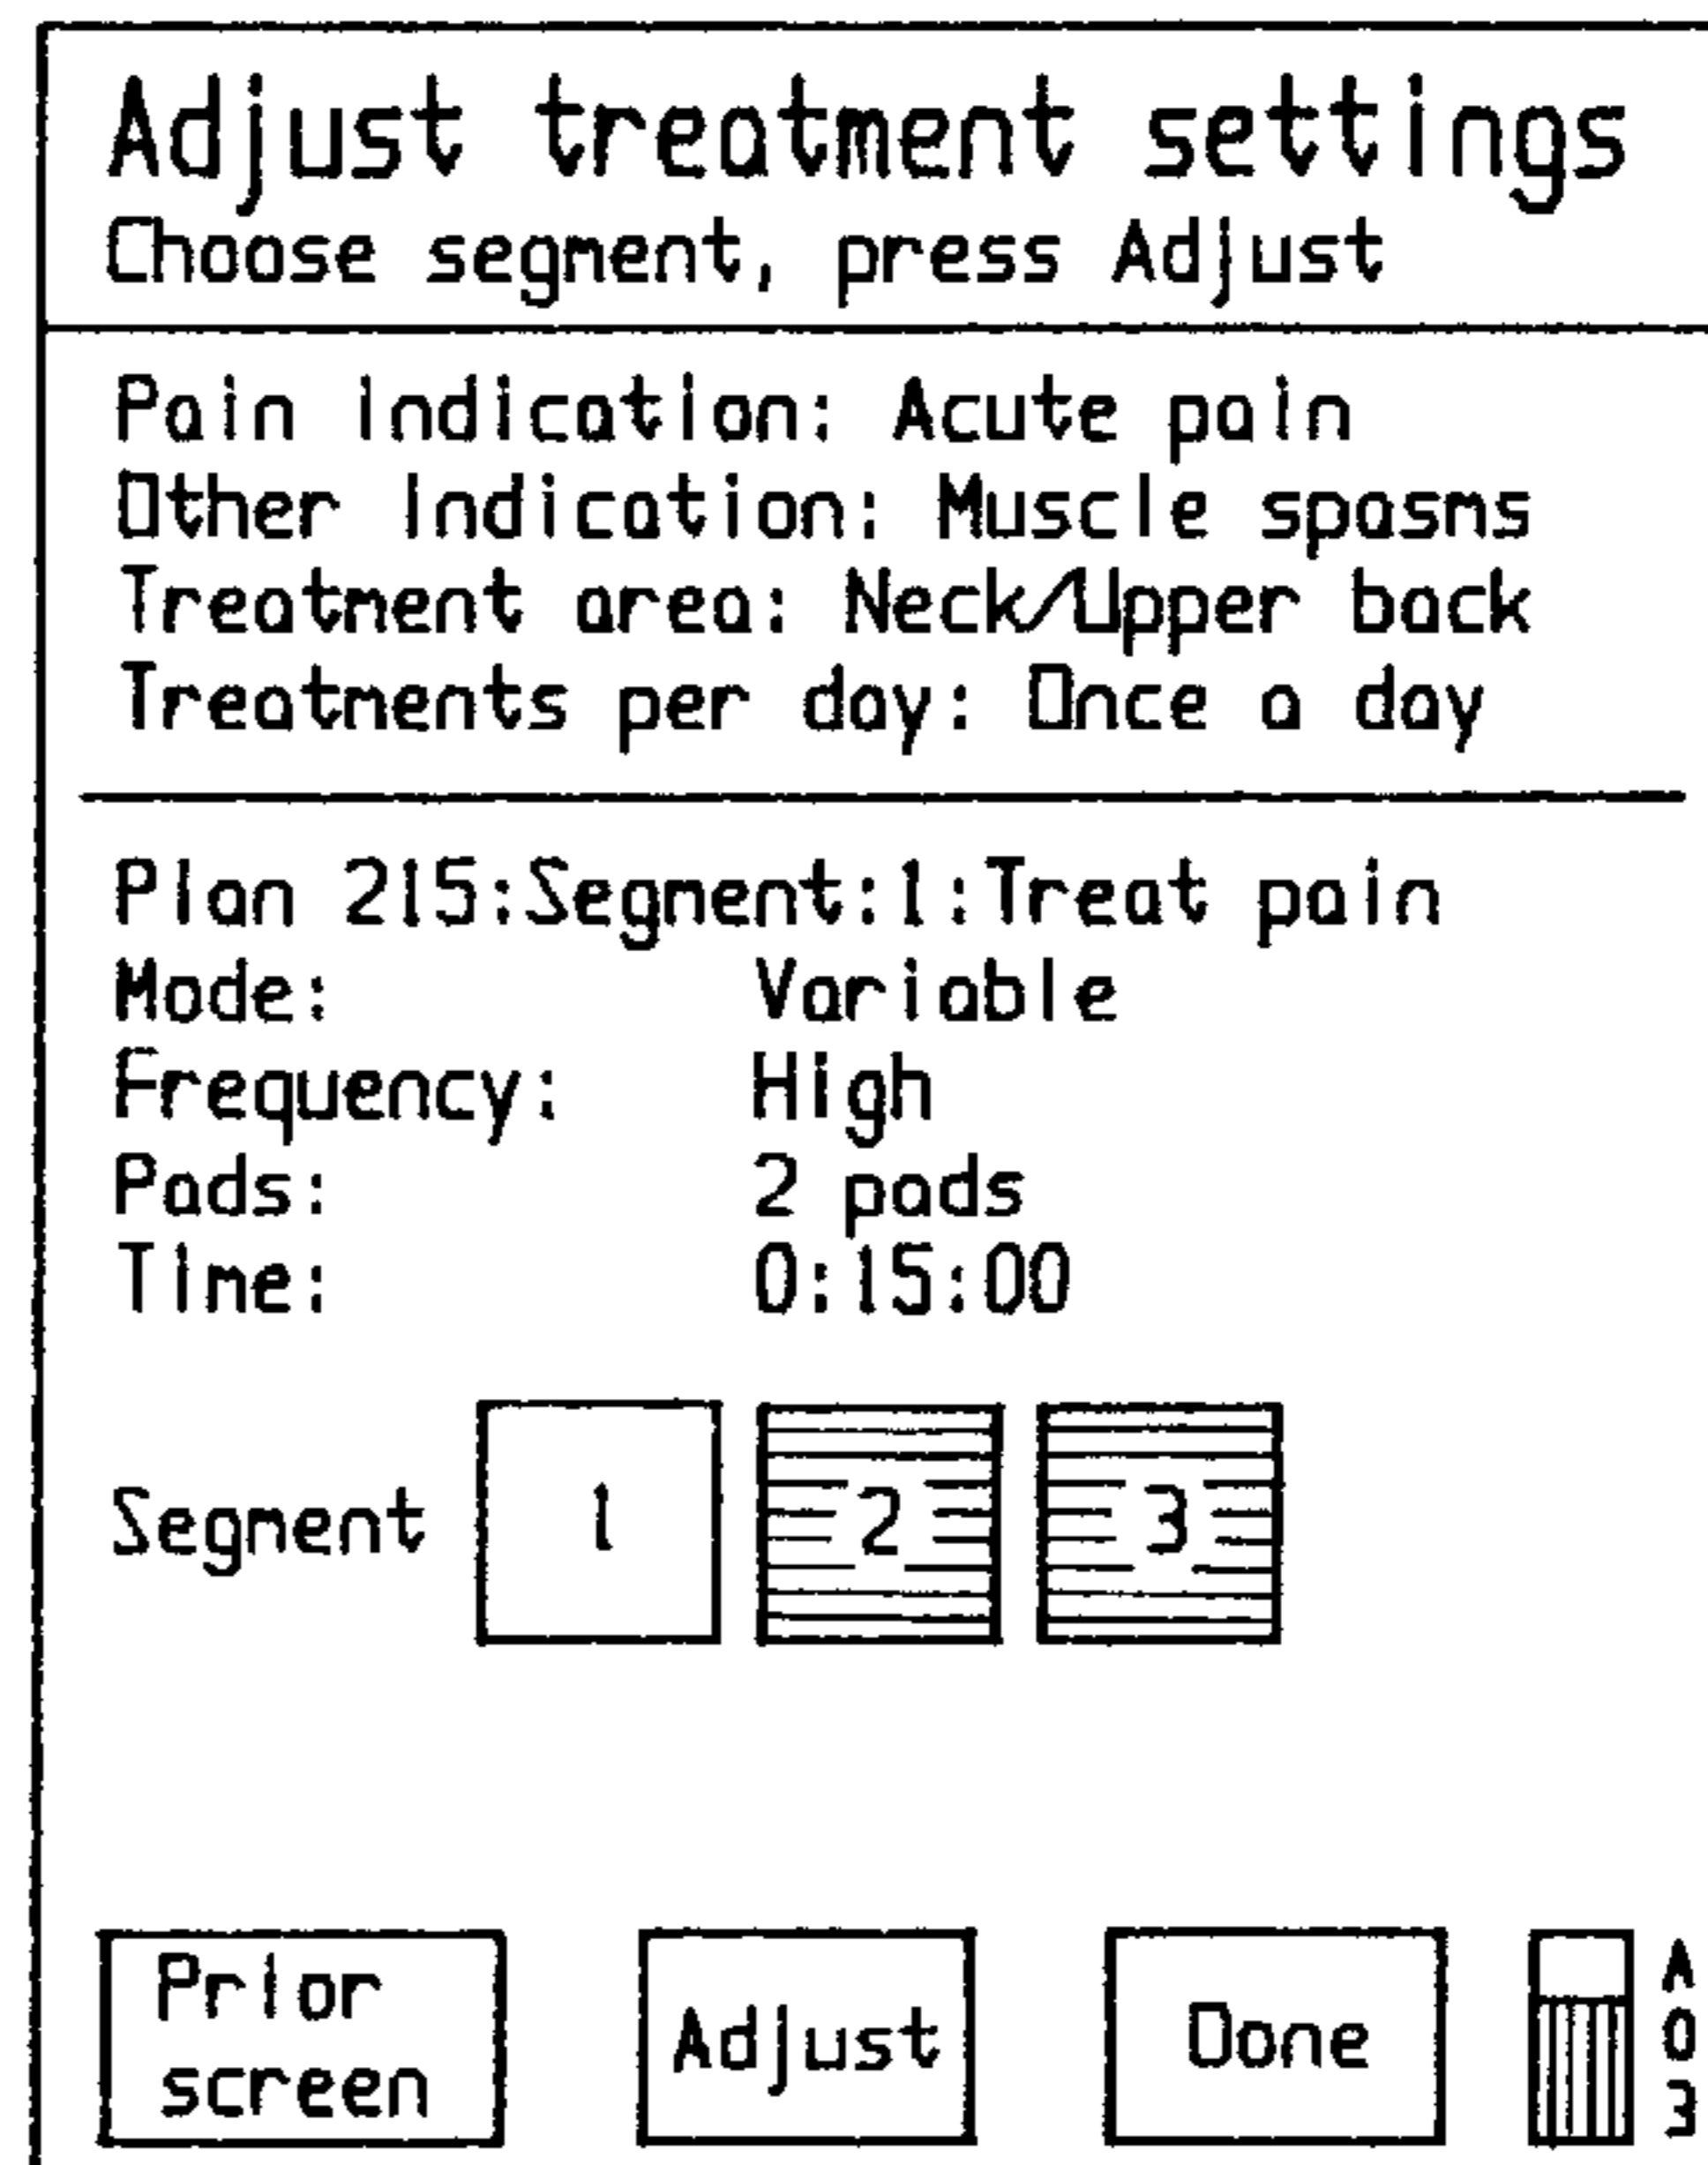 Adjust treatment settings
Choose segment, press Adjust
Pain Indication: Acute pain
Other Indication: Muscle spasms
Treatment area: Neck/Upper back
Treatments per day: Once a day
Plan 215:Segment:1:Treat pain
Mode: Variable
Frequency: High
Pads: 2 pads
Time: 0:15:00
Segment 1 2 3
Prior
screen
Adjust
Done
A
0
3